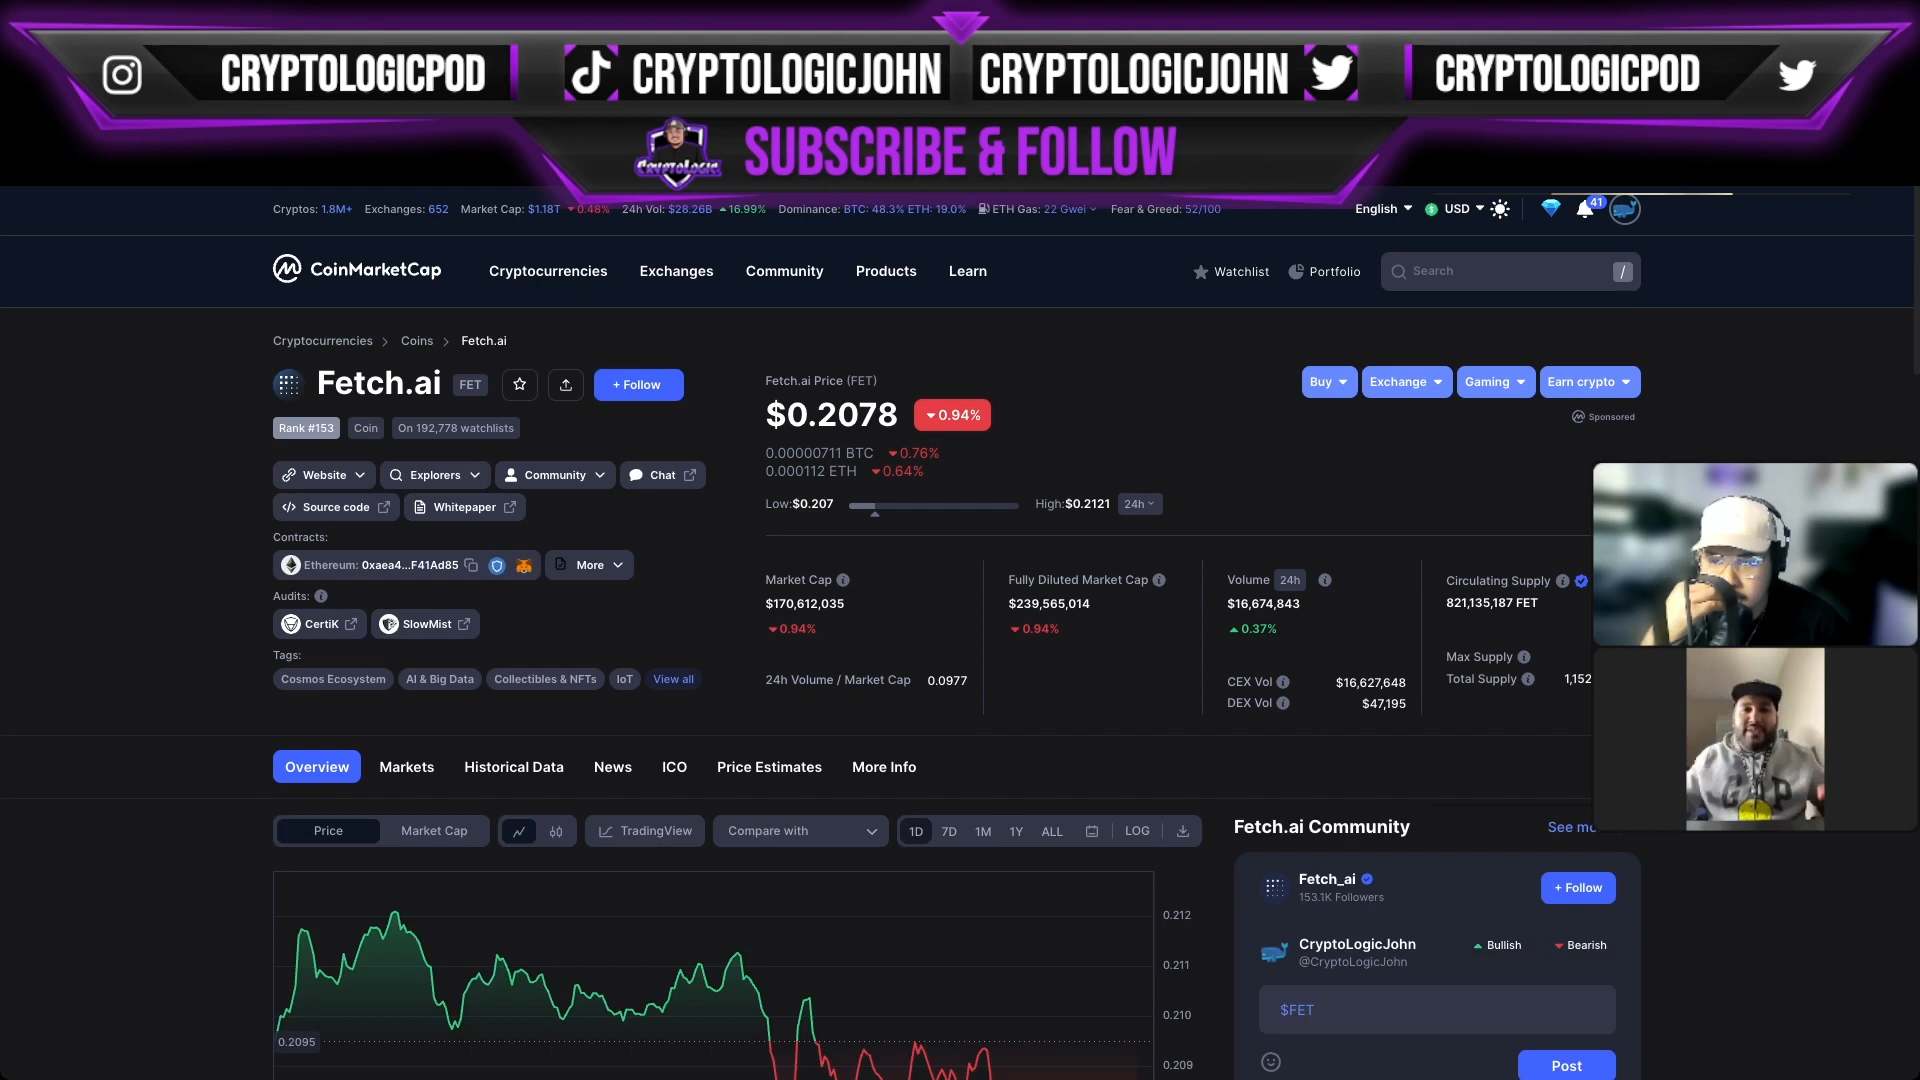 CRYPTOLOGICPOD
CRYPTOLOGICJOHN
CRYPTOLOGICJOHN
CRYPTOLOGICPOD
CRYPTOLOGIC
SUBSCRIBE & FOLLOW
Cryptos: 1.8M+ Exchanges: 652 Market Cap: $1.18T 0.48% 24h Vol: $28.26B 16.99% Dominance: BTC: 48.3% ETH: 19.0% ETH Gas: 22 Gwei Fear & Greed: 52/100
English USD 41
CoinMarketCap
Cryptocurrencies Exchanges Community Products Learn
Watchlist Portfolio Search /
Cryptocurrencies > Coins > Fetch.ai
Fetch.ai FET + Follow
Rank #153 Coin On 192,778 watchlists
Website Explorers Community Chat
Source code Whitepaper
Contracts:
Ethereum: 0xaea4...F41Ad85 More
Audits:
CertiK SlowMist
Tags:
Cosmos Ecosystem AI & Big Data Collectibles & NFTs IoT View all
Fetch.ai Price (FET)
$0.2078 0.94%
0.00000711 BTC 0.76%
0.000112 ETH 0.64%
Low:$0.207 High:$0.2121 24h
Buy Exchange Gaming Earn crypto
Sponsored
Market Cap
$170,612,035
0.94%
24h Volume / Market Cap 0.0977
Fully Diluted Market Cap
$239,565,014
0.94%
Volume 24h
$16,674,843
0.37%
CEX Vol $16,627,648
DEX Vol $47,195
Circulating Supply
821,135,187 FET
Max Supply
Total Supply 1,152
GAP
Overview Markets Historical Data News ICO Price Estimates More Info
Price Market Cap TradingView Compare with 1D 7D 1M 1Y ALL LOG
0.212
0.211
0.210
0.2095
0.209
Fetch.ai Community See mo
Fetch_ai
153.1K Followers
+ Follow
CryptoLogicJohn
@CryptoLogicJohn
Bullish Bearish
$FET
Post